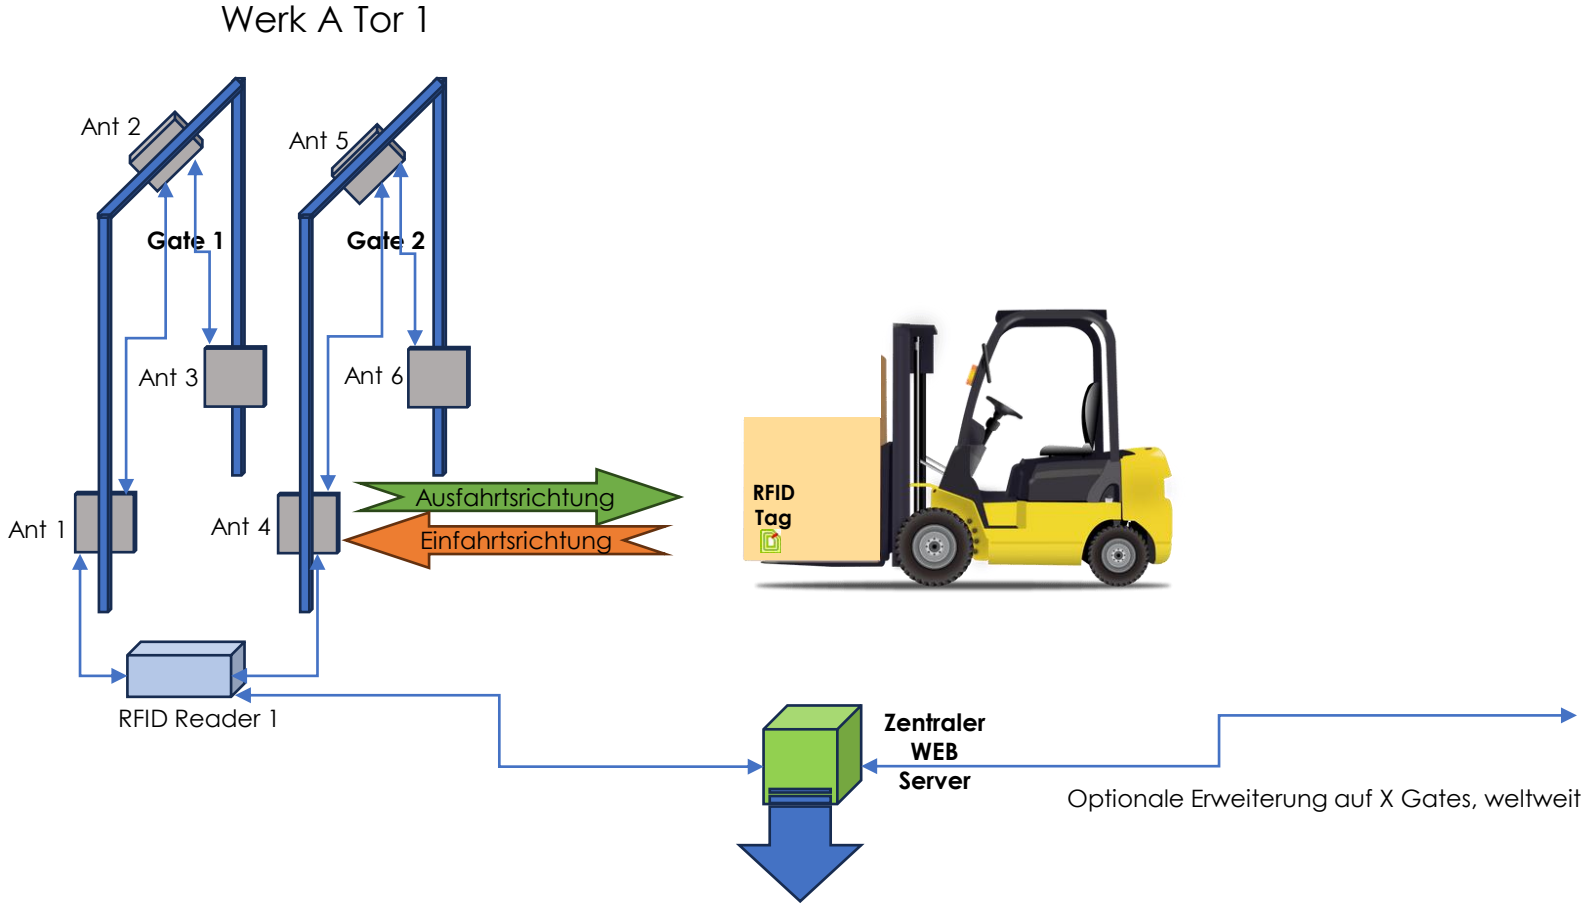 Werk A Tor 1
Ant 2
Ant 5
Gate 1
Gate 2
Ant 3
Ant 6
Ant 1
Ant 4
Ausfahrtsrichtung
Einfahrtsrichtung
RFID
Tag
RFID Reader 1
Zentraler
WEB
Server
Optionale Erweiterung auf X Gates, weltweit